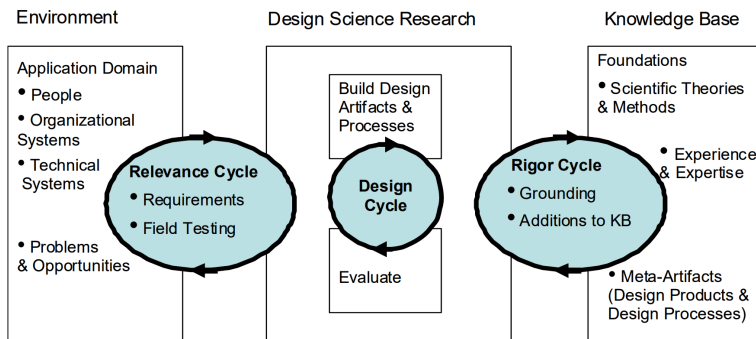 Environment
Design Science Research
Knowledge Base
Application Domain
• People
• Organizational
Systems
• Technical
Systems
• Problems
& Opportunities
Relevance Cycle
• Requirements
• Field Testing
Build Design
Artifacts &
Processes
Design
Cycle
Evaluate
Rigor Cycle
• Grounding
• Additions to KB
Foundations
• Scientific Theories
& Methods
• Experience
& Expertise
• Meta-Artifacts
(Design Products &
Design Processes)